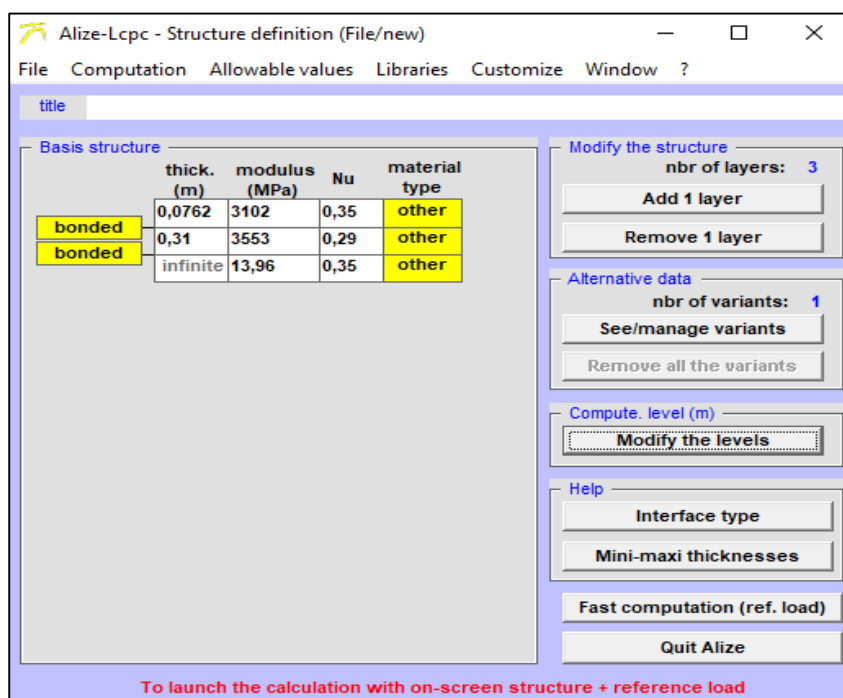 Alize-Lcpc - Structure definition (File/new)
File Computation Allowable values Libraries Customize Window ?
title
Basis structure
thick. (m) modulus (MPa) Nu material type
0,0762 3102 0,35 other
bonded
0,31 3553 0,29 other
bonded
infinite 13,96 0,35 other
Modify the structure
nbr of layers: 3
Add 1 layer
Remove 1 layer
Alternative data
nbr of variants: 1
See/manage variants
Remove all the variants
Compute. level (m)
Modify the levels
Help
Interface type
Mini-maxi thicknesses
Fast computation (ref. load)
Quit Alize
To launch the calculation with on-screen structure + reference load